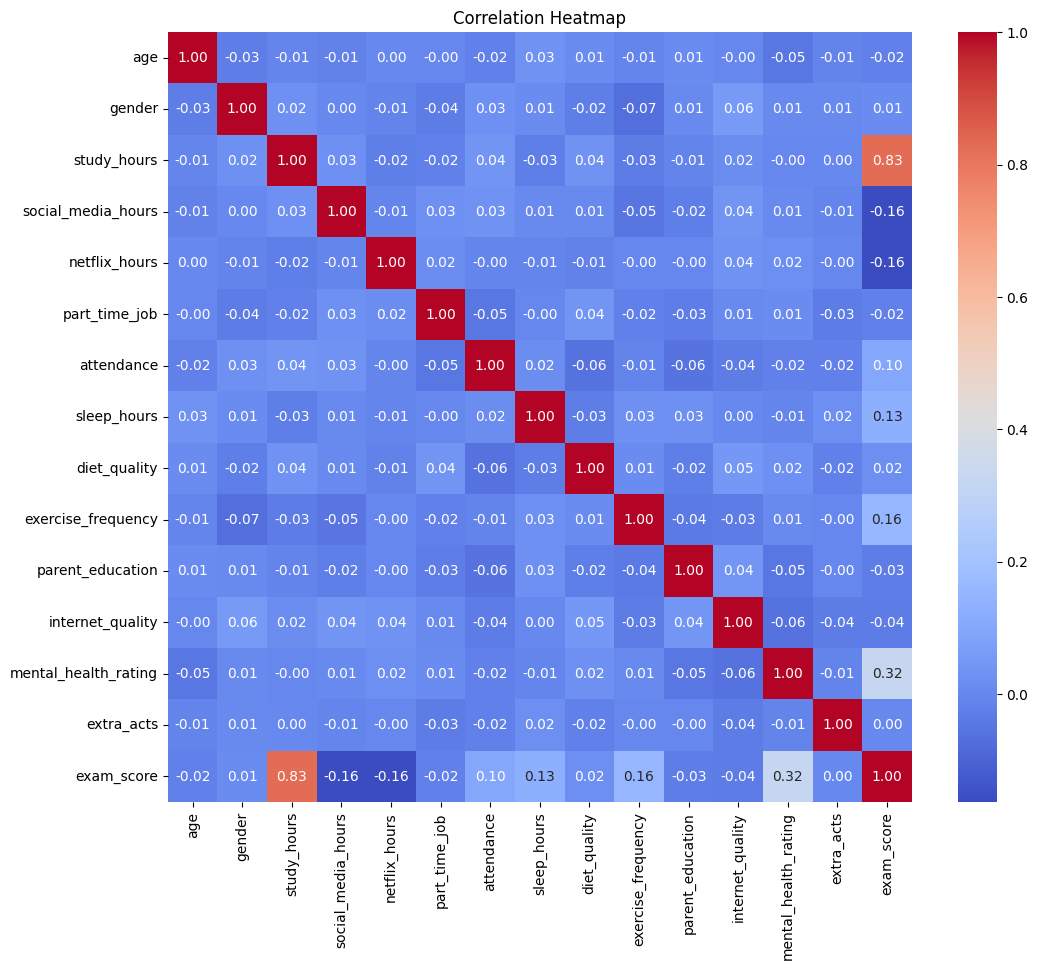 Correlation Heatmap
age 1.00 -0.03 -0.01 -0.01 0.00 -0.00 -0.02 0.03 0.01 -0.01 0.01 -0.00 -0.05 -0.01 -0.02
gender -0.03 1.00 0.02 0.00 -0.01 -0.04 0.03 0.01 -0.02 -0.07 0.01 0.06 0.01 0.01 0.01
study_hours -0.01 0.02 1.00 0.03 -0.02 -0.02 0.04 -0.03 0.04 -0.03 -0.01 0.02 -0.00 0.00 0.83
social_media_hours -0.01 0.00 0.03 1.00 -0.01 0.03 0.03 0.01 0.01 -0.05 -0.02 0.04 0.01 -0.01 -0.16
netflix_hours 0.00 -0.01 -0.02 -0.01 1.00 0.02 -0.00 -0.01 -0.01 -0.00 -0.00 0.04 0.02 -0.00 -0.16
part_time_job -0.00 -0.04 -0.02 0.03 0.02 1.00 -0.05 -0.00 0.04 -0.02 -0.03 0.01 0.01 -0.03 -0.02
attendance -0.02 0.03 0.04 0.03 -0.00 -0.05 1.00 0.02 -0.06 -0.01 -0.06 -0.04 -0.02 -0.02 0.10
sleep_hours 0.03 0.01 -0.03 0.01 -0.01 -0.00 0.02 1.00 -0.03 0.03 0.03 0.00 -0.01 0.02 0.13
diet_quality 0.01 -0.02 0.04 0.01 -0.01 0.04 -0.06 -0.03 1.00 0.01 -0.02 0.05 0.02 -0.02 0.02
exercise_frequency -0.01 -0.07 -0.03 -0.05 -0.00 -0.02 -0.01 0.03 0.01 1.00 -0.04 -0.03 0.01 -0.00 0.16
parent_education 0.01 0.01 -0.01 -0.02 -0.00 -0.03 -0.06 0.03 -0.02 -0.04 1.00 0.04 -0.05 -0.00 -0.03
internet_quality -0.00 0.06 0.02 0.04 0.04 0.01 -0.04 0.00 0.05 -0.03 0.04 1.00 -0.06 -0.04 -0.04
mental_health_rating -0.05 0.01 -0.00 0.01 0.02 0.01 -0.02 -0.01 0.02 0.01 -0.05 -0.06 1.00 -0.01 0.32
extra_acts -0.01 0.01 0.00 -0.01 -0.00 -0.03 -0.02 0.02 -0.02 -0.00 -0.00 -0.04 -0.01 1.00 0.00
exam_score -0.02 0.01 0.83 -0.16 -0.16 -0.02 0.10 0.13 0.02 0.16 -0.03 -0.04 0.32 0.00 1.00
age
gender
study_hours
social_media_hours
netflix_hours
part_time_job
attendance
sleep_hours
diet_quality
exercise_frequency
parent_education
internet_quality
mental_health_rating
extra_acts
exam_score
1.0
0.8
0.6
0.4
0.2
0.0